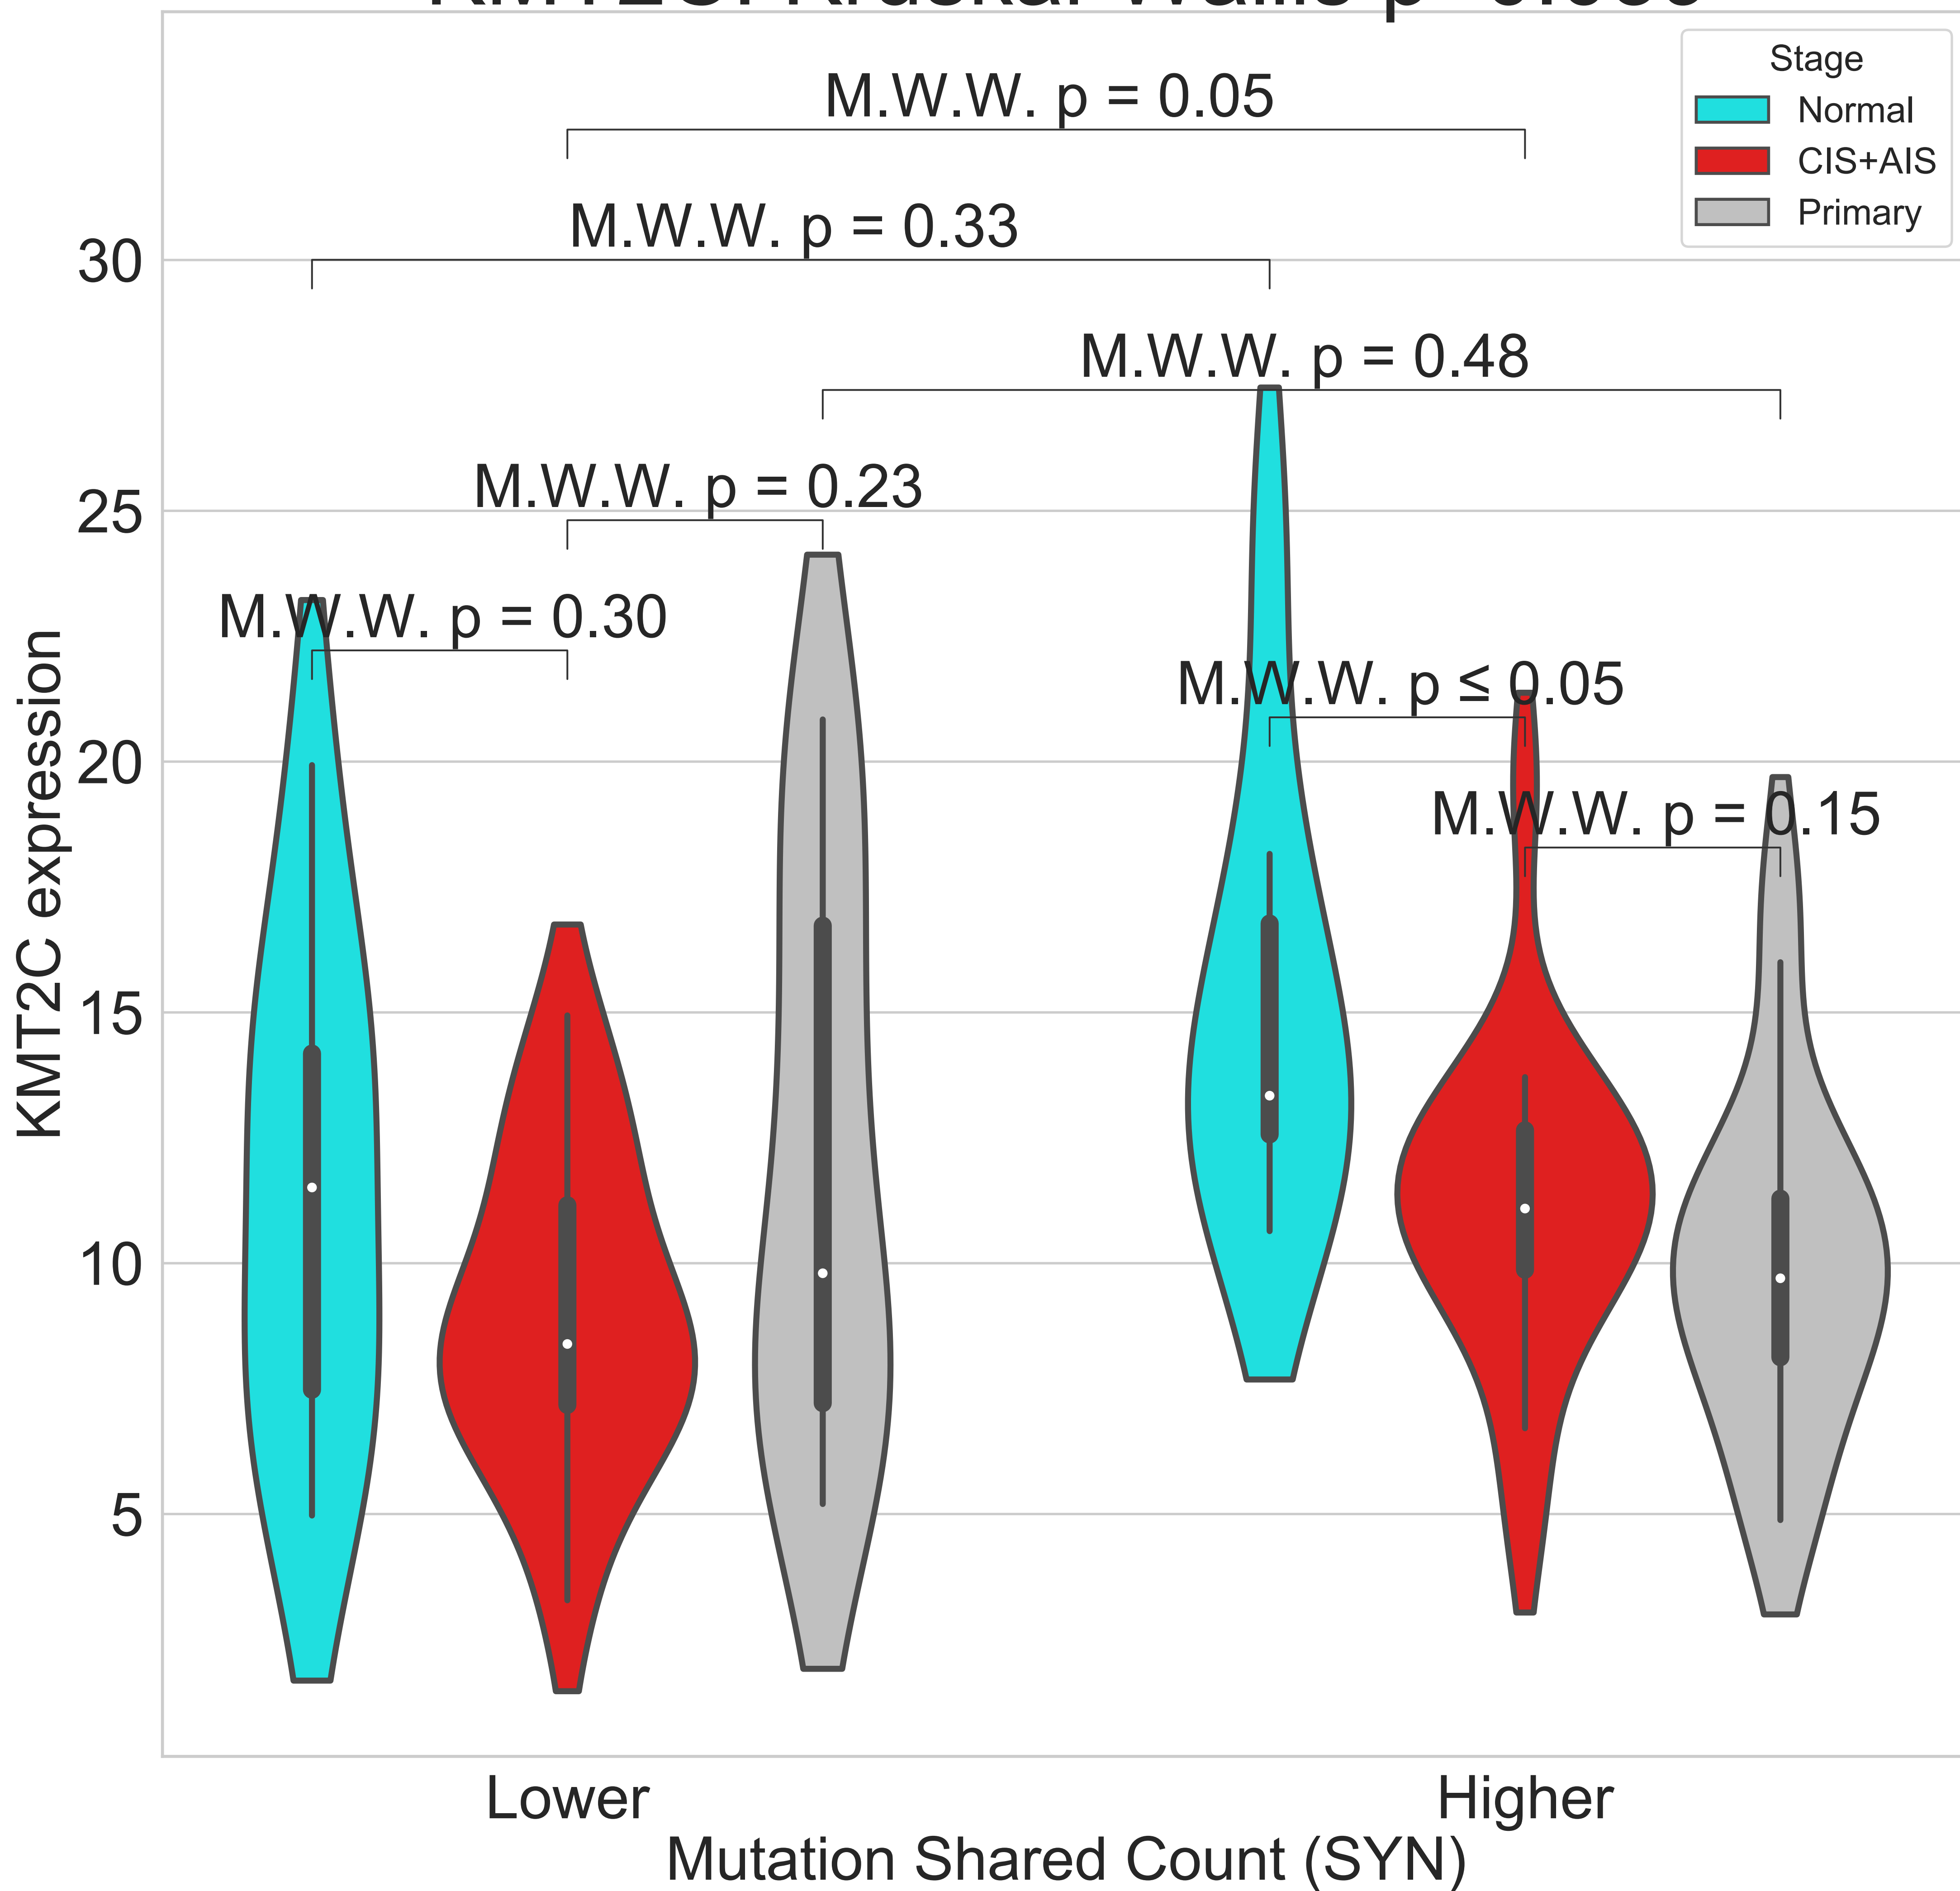 Stage
Normal
CIS+AIS
Primary
M.W.W. p = 0.05
M.W.W. p = 0.33
M.W.W. p = 0.48
M.W.W. p = 0.23
M.W.W. p = 0.30
M.W.W. p ≤ 0.05
M.W.W. p = 0.15
30
25
20
15
10
5
KMT2C expression
Lower
Higher
Mutation Shared Count (SYN)